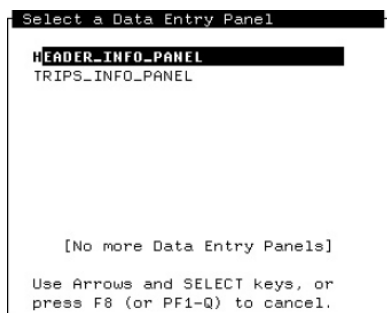 Select a Data Entry Panel
HEADER_INFO_PANEL
TRIPS_INFO_PANEL
[No more Data Entry Panels]
Use Arrows and SELECT keys, or
press F8 (or PF1-Q) to cancel.